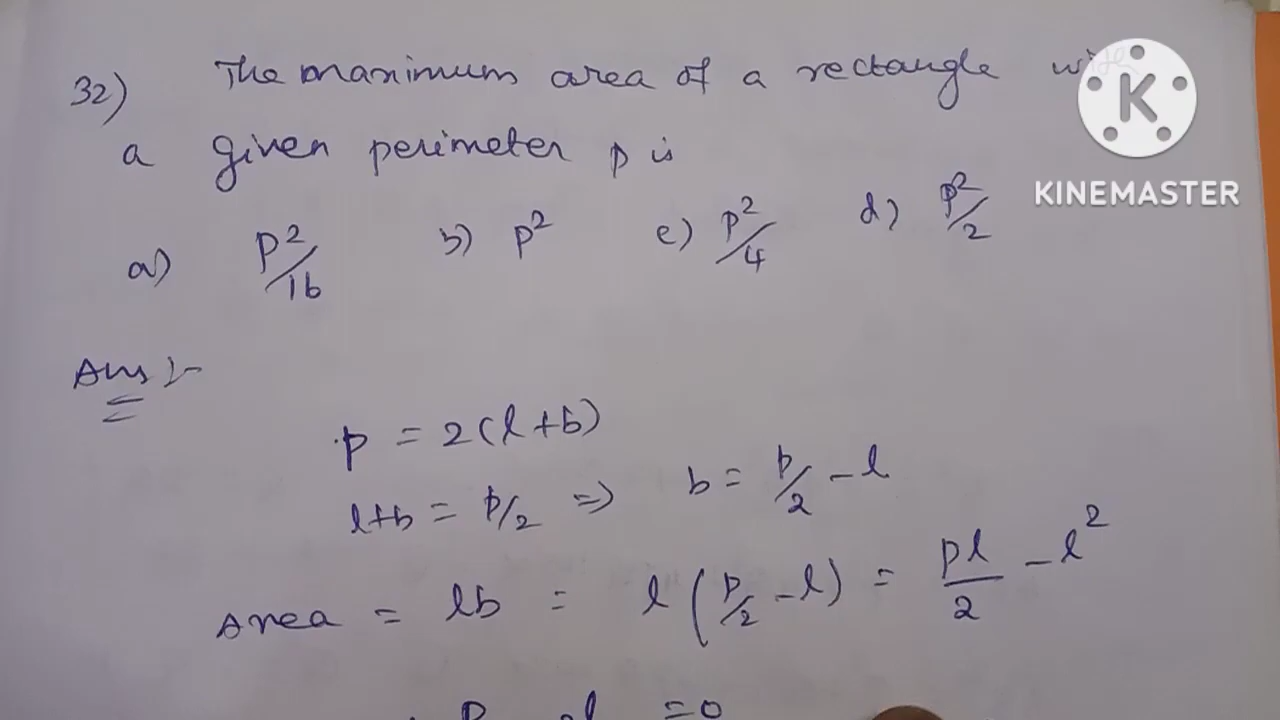 32) The maximum area of a rectangle
a given perimeter p is
a) p²/16 b) p² c) p²/4 d) p²/2
K
KINEMASTER
Ans :-
p = 2(l+b)
l+b = p/2 => b = p/2 - l
Area = lb = l(p/2 - l) = pl/2 - l²
=0